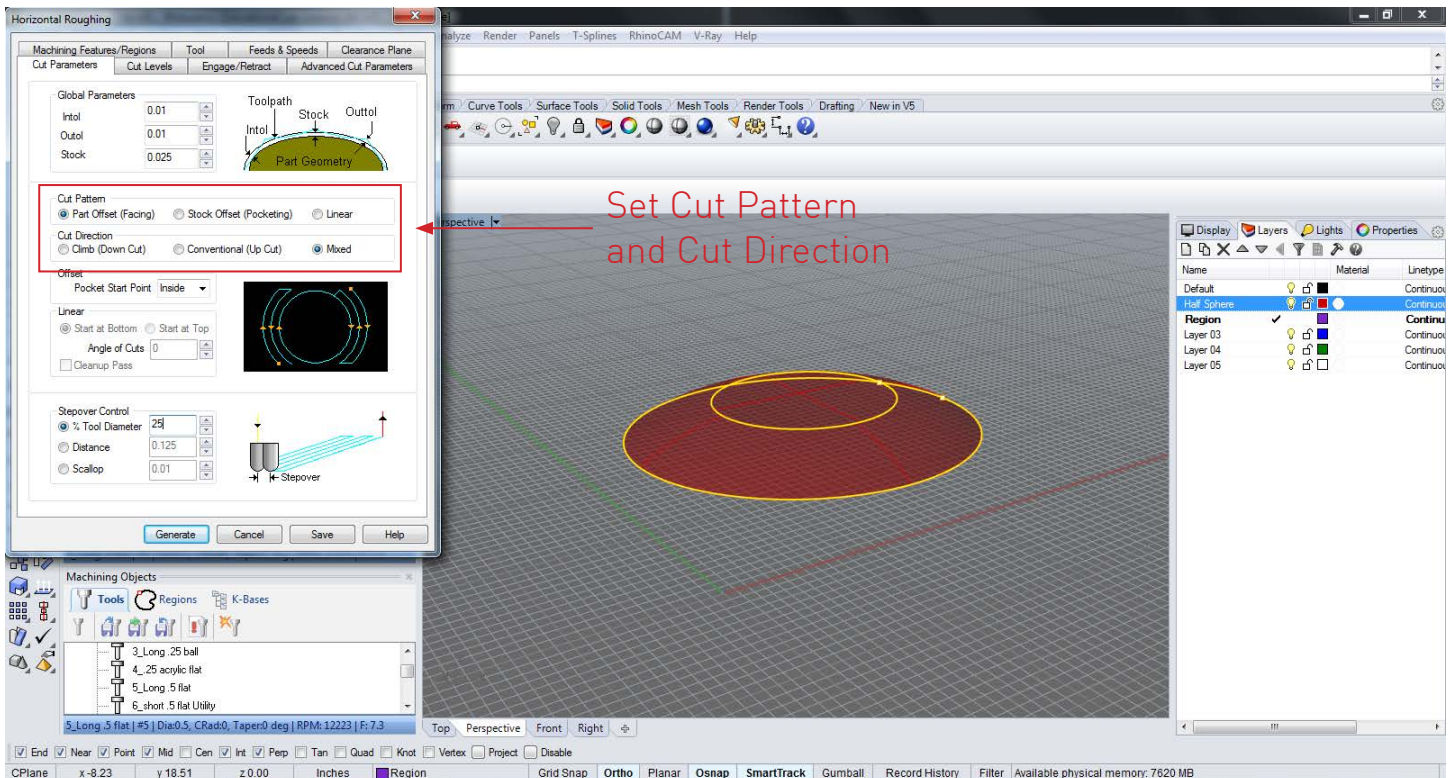 Horizontal Roughing
Machining Features/Regions Tool Feeds & Speeds Clearance Plane
Cut Parameters Cut Levels Engage/Retract Advanced Cut Parameters
Global Parameters
Intol 0.01
Outol 0.01
Stock 0.025
Toolpath
Stock Outtol
Intol
Part Geometry
Cut Pattern
Part Offset (Facing) Stock Offset (Pocketing) Linear
Cut Direction
Climb (Down Cut) Conventional (Up Cut) Mixed
Offset
Pocket Start Point Inside
Linear
Start at Bottom Start at Top
Angle of Cuts 0
Cleanup Pass
Stepover Control
% Tool Diameter 25
Distance 0.125
Scallop 0.01
Stepover
Generate Cancel Save Help
Render Panels T-Splines RhinoCAM V-Ray Help
Curve Tools Surface Tools Solid Tools Mesh Tools Render Tools Drafting New in V5
Set Cut Pattern
and Cut Direction
Display Layers Lights Properties
Name Material Linetype
Default Continuou
Half Sphere Continuou
Region Continu
Layer 03 Continuou
Layer 04 Continuou
Layer 05 Continuou
Machining Objects
Tools Regions K-Bases
3_Long .25 ball
4_.25 acrylic flat
5_Long .5 flat
6_short .5 flat Utility
5_Long .5 flat | #5 | Dia:0.5, CRad:0, Taper:0 deg | RPM: 12223 | F: 7.3
Top Perspective Front Right
End Near Point Mid Cen Int Perp Tan Quad Knot Vertex Project Disable
CPlane x -8.23 y 18.51 z 0.00 Inches Region Grid Snap Ortho Planar Osnap SmartTrack Gumball Record History Filter Available physical memory: 7620 MB